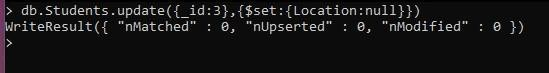 > db.Students.update({_id:3},{$set:{Location:null}})
WriteResult({ "nMatched" : 0, "nUpserted" : 0, "nModified" : 0 })
>